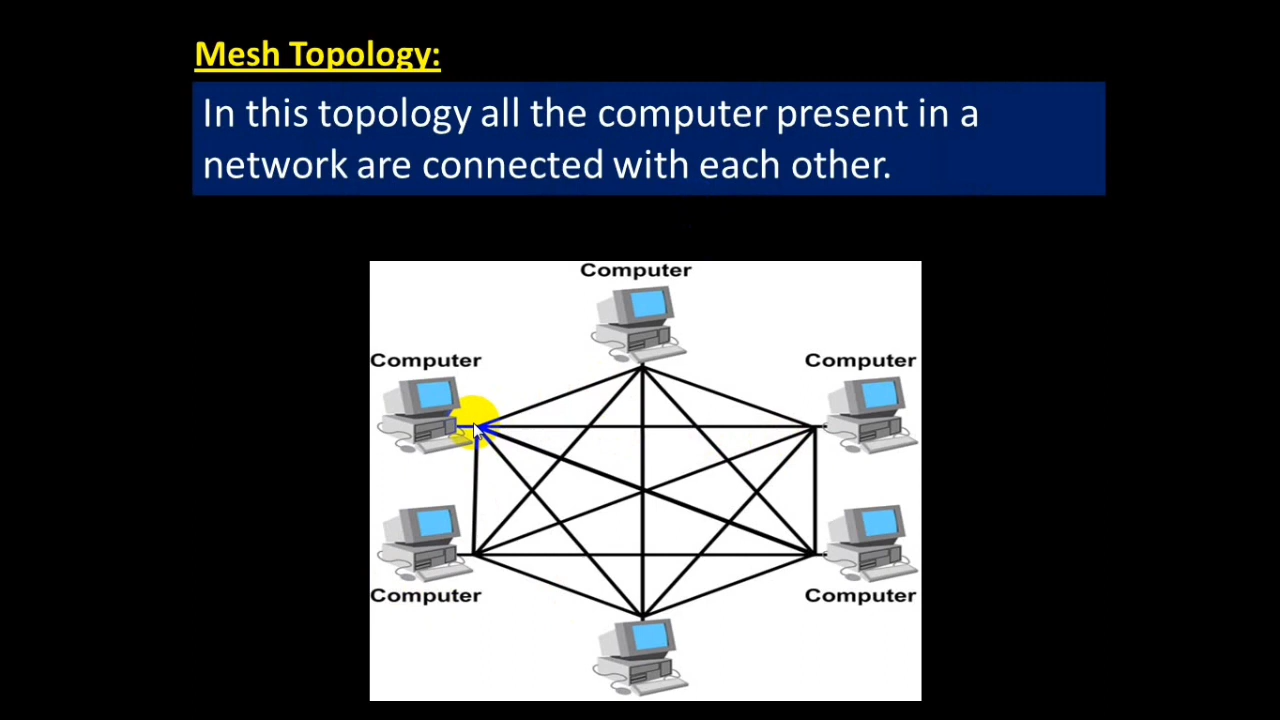 Mesh Topology:
In this topology all the computer present in a
network are connected with each other.
Computer
Computer
Computer
Computer
Computer